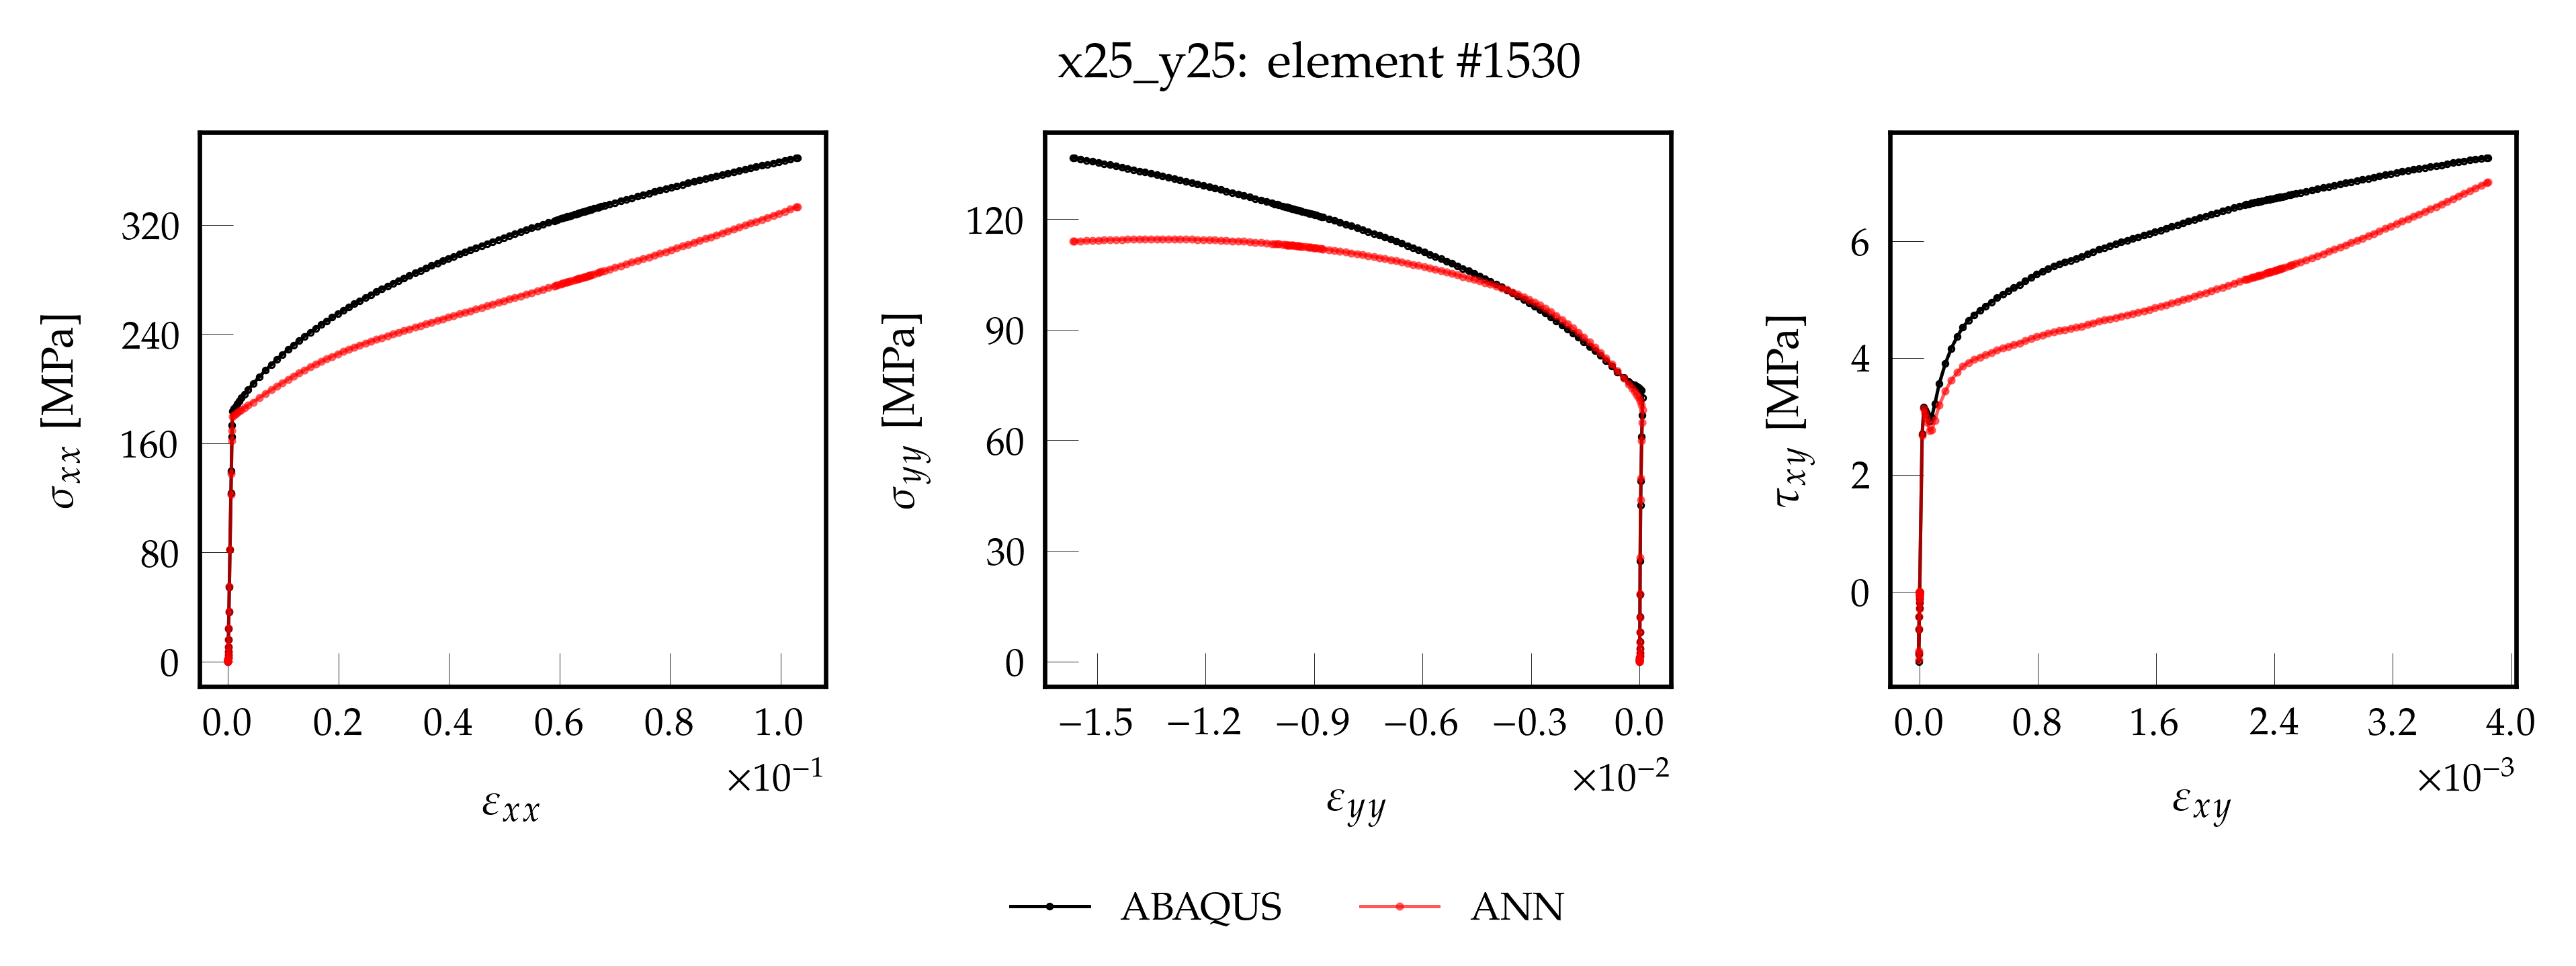 x25_y25: element #1530
σxx [MPa]
320
240
160
80
0
0.0 0.2 0.4 0.6 0.8 1.0
×10⁻¹
εxx
σyy [MPa]
120
90
60
30
0
−1.5 −1.2 −0.9 −0.6 −0.3 0.0
×10⁻²
εyy
τxy [MPa]
6
4
2
0
0.0 0.8 1.6 2.4 3.2 4.0
×10⁻³
εxy
ABAQUS ANN